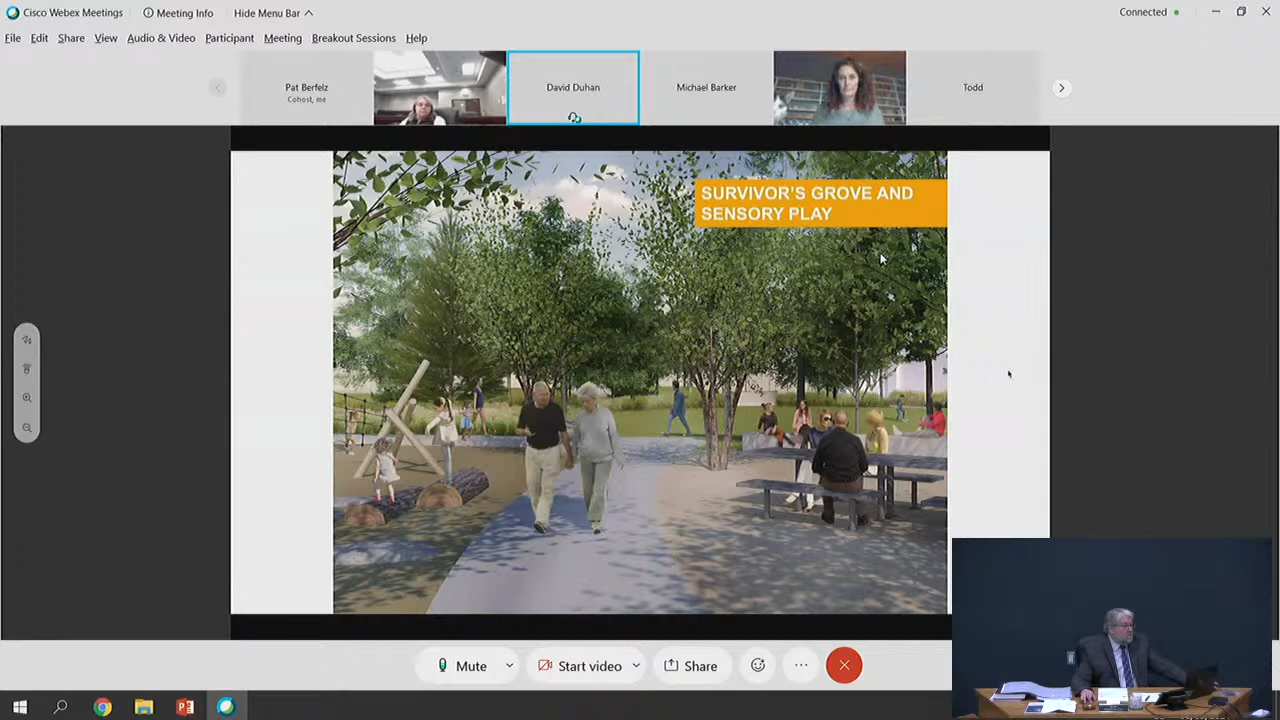 Cisco Webex Meetings
Meeting Info
Hide Menu Bar
Connected
File Edit Share View Audio & Video Participant Meeting Breakout Sessions Help
Pat Berfelz
Cohost, me
David Duhan
Michael Barker
Todd
SURVIVOR'S GROVE AND
SENSORY PLAY
Mute
Start video
Share